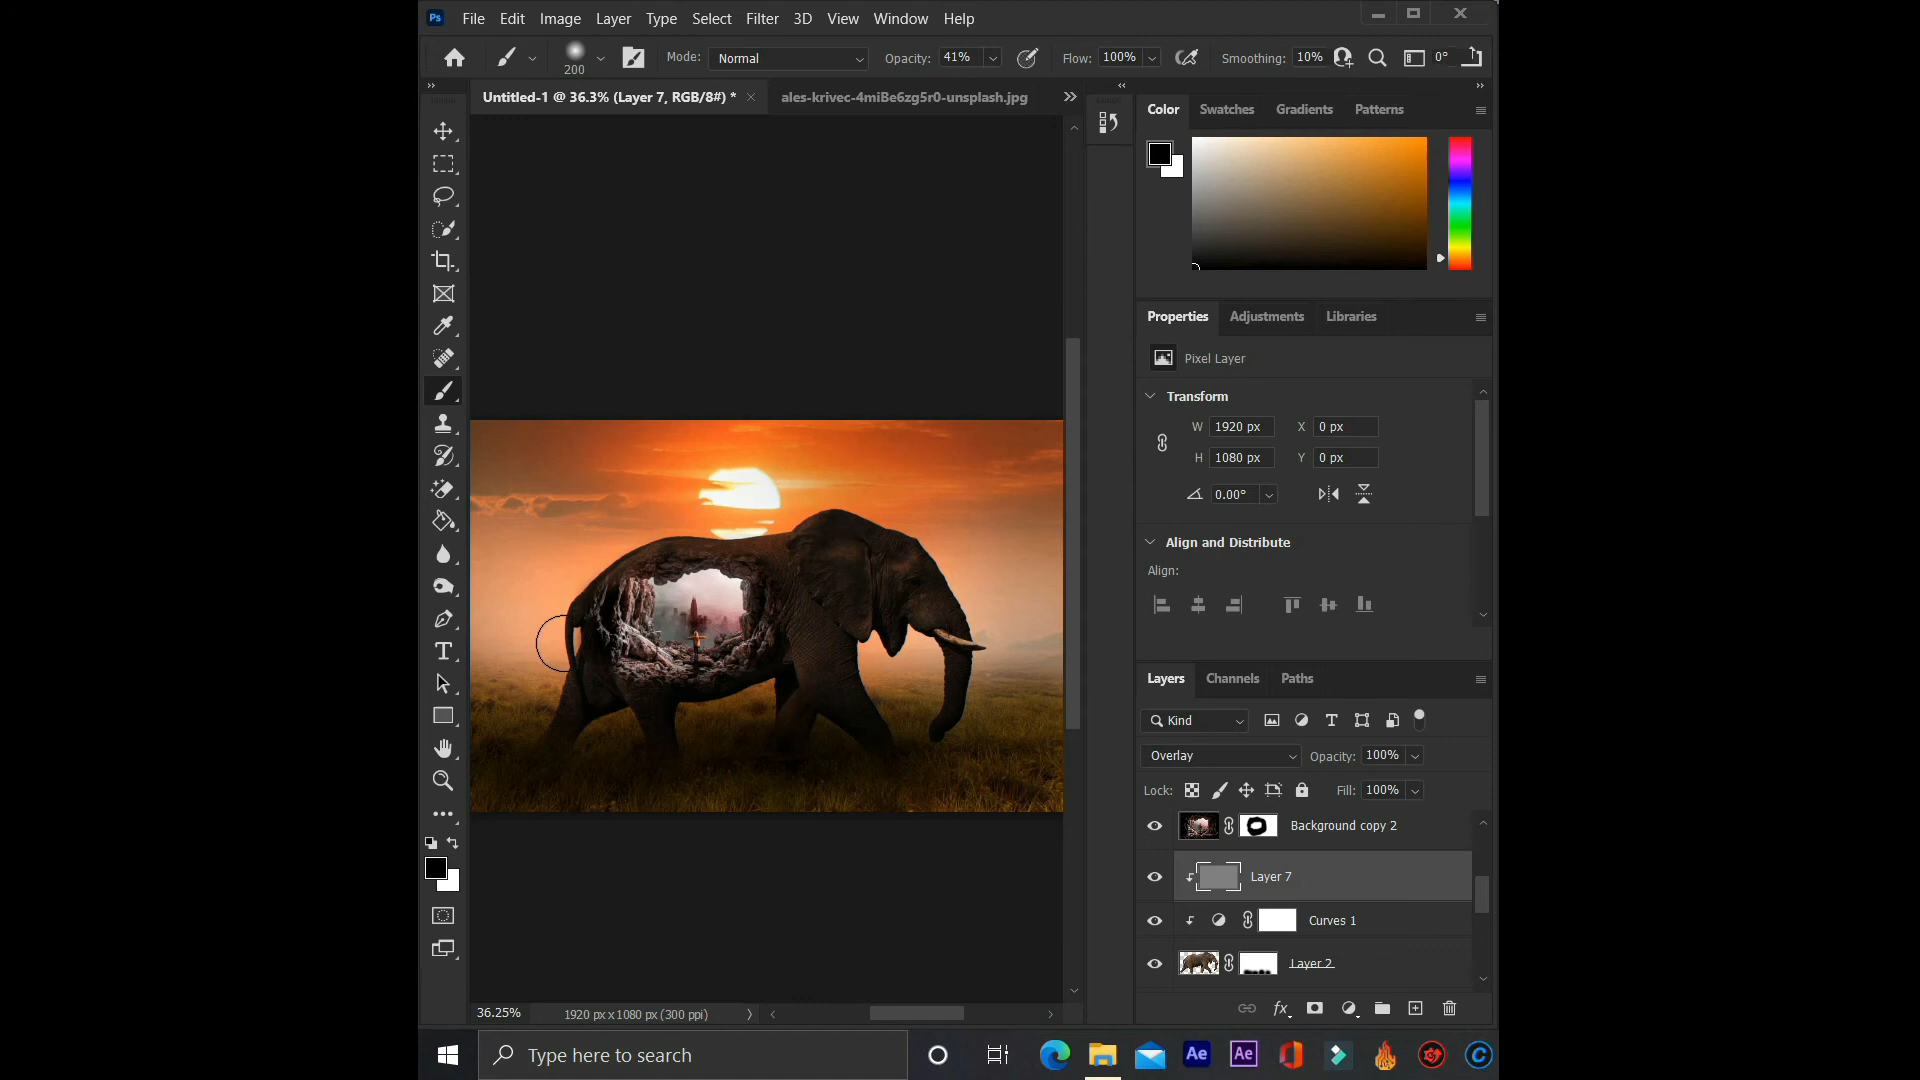 Ps File Edit Image Layer Type Select Filter 3D View Window Help
200 Mode: Normal Opacity: 41% Flow: 100% Smoothing: 10% 0°
Untitled-1 @ 36.3% (Layer 7, RGB/8#) * ales-krivec-4miBe6zg5r0-unsplash.jpg
Color Swatches Gradients Patterns
Properties Adjustments Libraries
Pixel Layer
Transform
W 1920 px X 0 px
H 1080 px Y 0 px
0.00°
Align and Distribute
Align:
Layers Channels Paths
Kind
Overlay Opacity: 100%
Lock: Fill: 100%
Background copy 2
Layer 7
Curves 1
Layer 2
36.25% 1920 px x 1080 px (300 ppi)
fx
Type here to search
Ae Ae